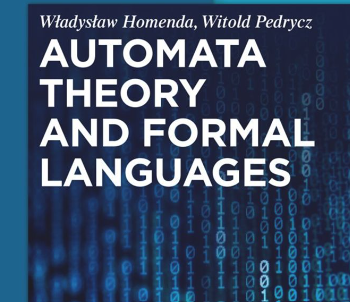 Władysław Homenda, Witold Pedrycz
AUTOMATA
THEORY
AND FORMAL
LANGUAGES